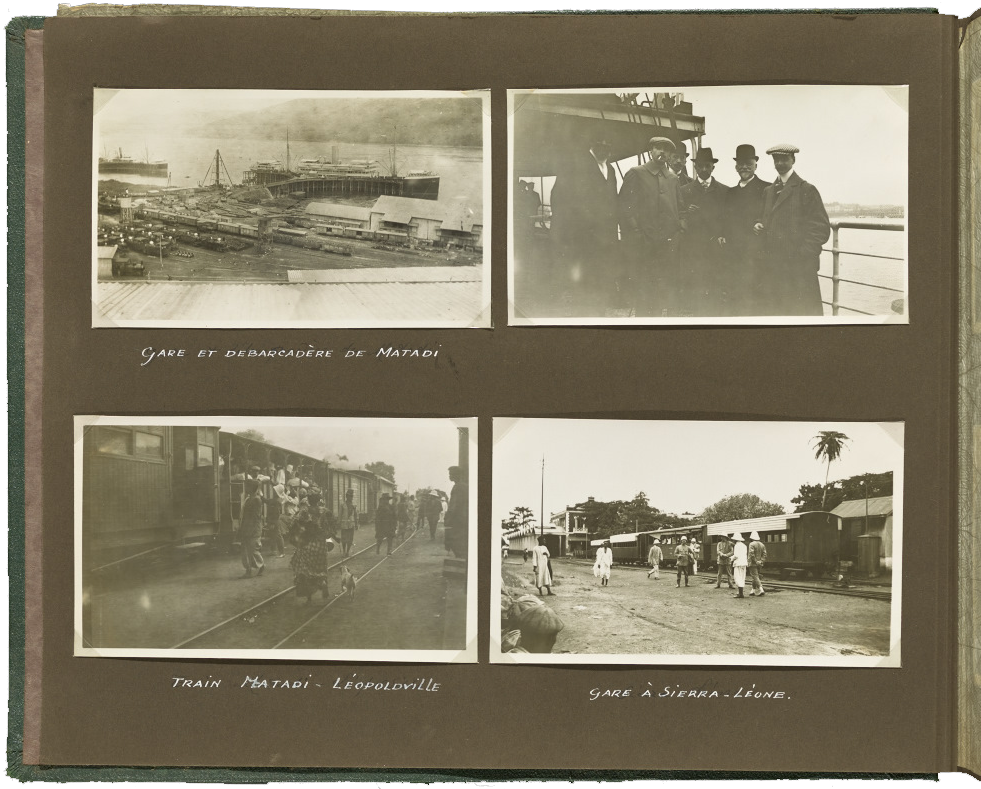 GARE ET DEBARCADÈRE DE MATADI
TRAIN MATADI - LÉOPOLDVILLE
GARE À SIERRA - LÉONE.